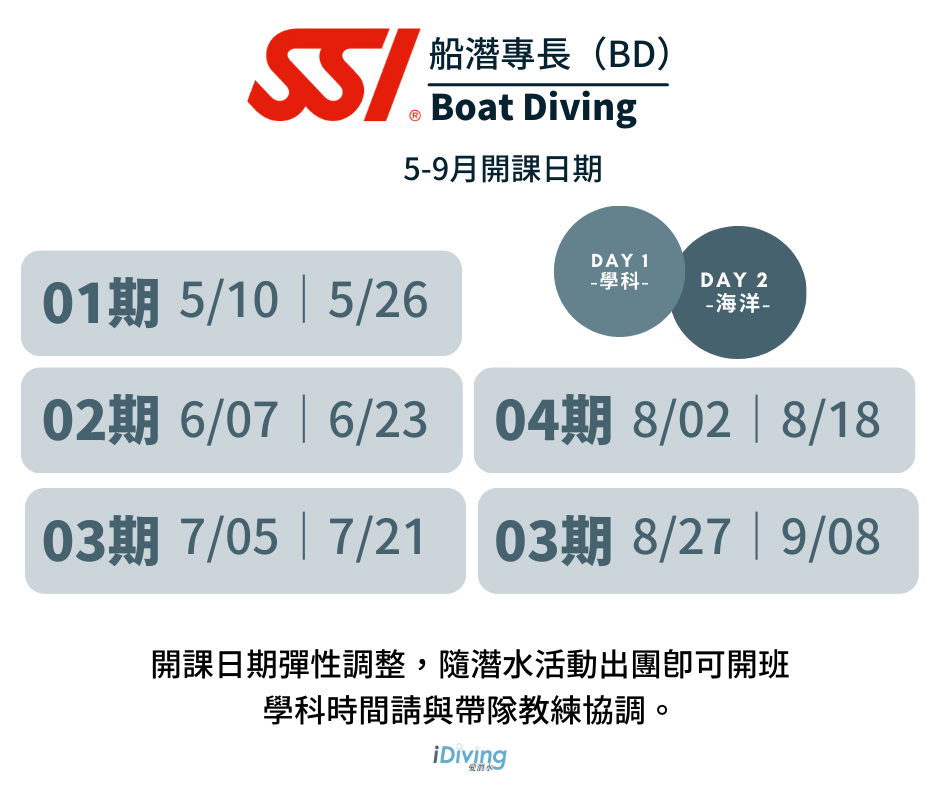 SSI® 船潛專長（BD）
Boat Diving
5-9月開課日期
DAY 1
-學科-
DAY 2
-海洋-
01期 5/10｜5/26
02期 6/07｜6/23
03期 7/05｜7/21
04期 8/02｜8/18
03期 8/27｜9/08
開課日期彈性調整，隨潛水活動出團即可開班
學科時間請與帶隊教練協調。
iDiving
愛潛水